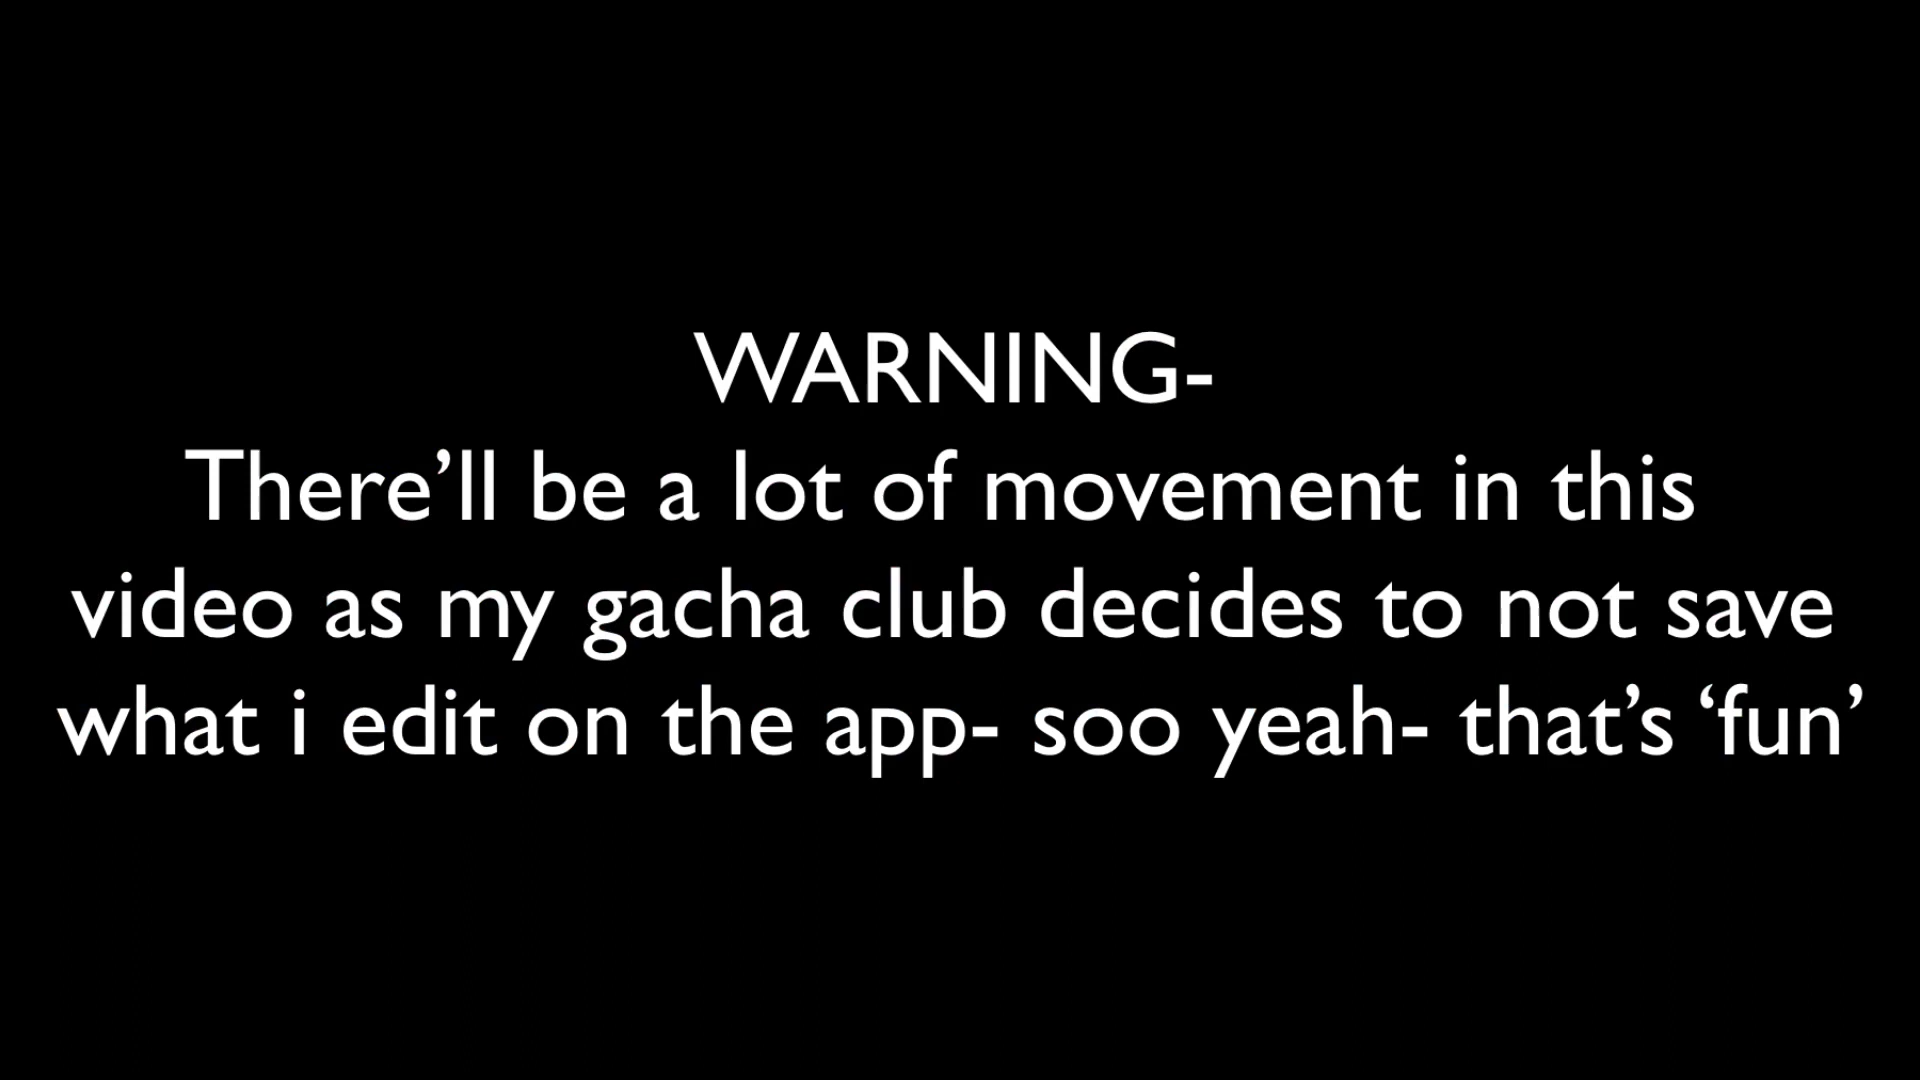 WARNING-
There’ll be a lot of movement in this
video as my gacha club decides to not save
what i edit on the app- soo yeah- that’s ‘fun’